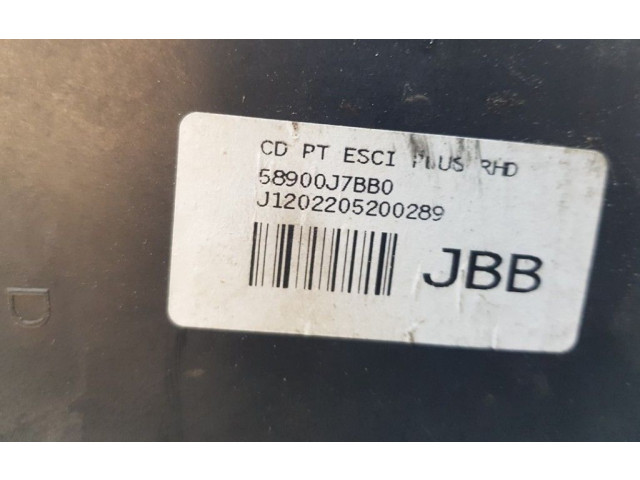 CD PT ESCI PLUS RHD
58900J7BB0
J1202205200289
JBB
D